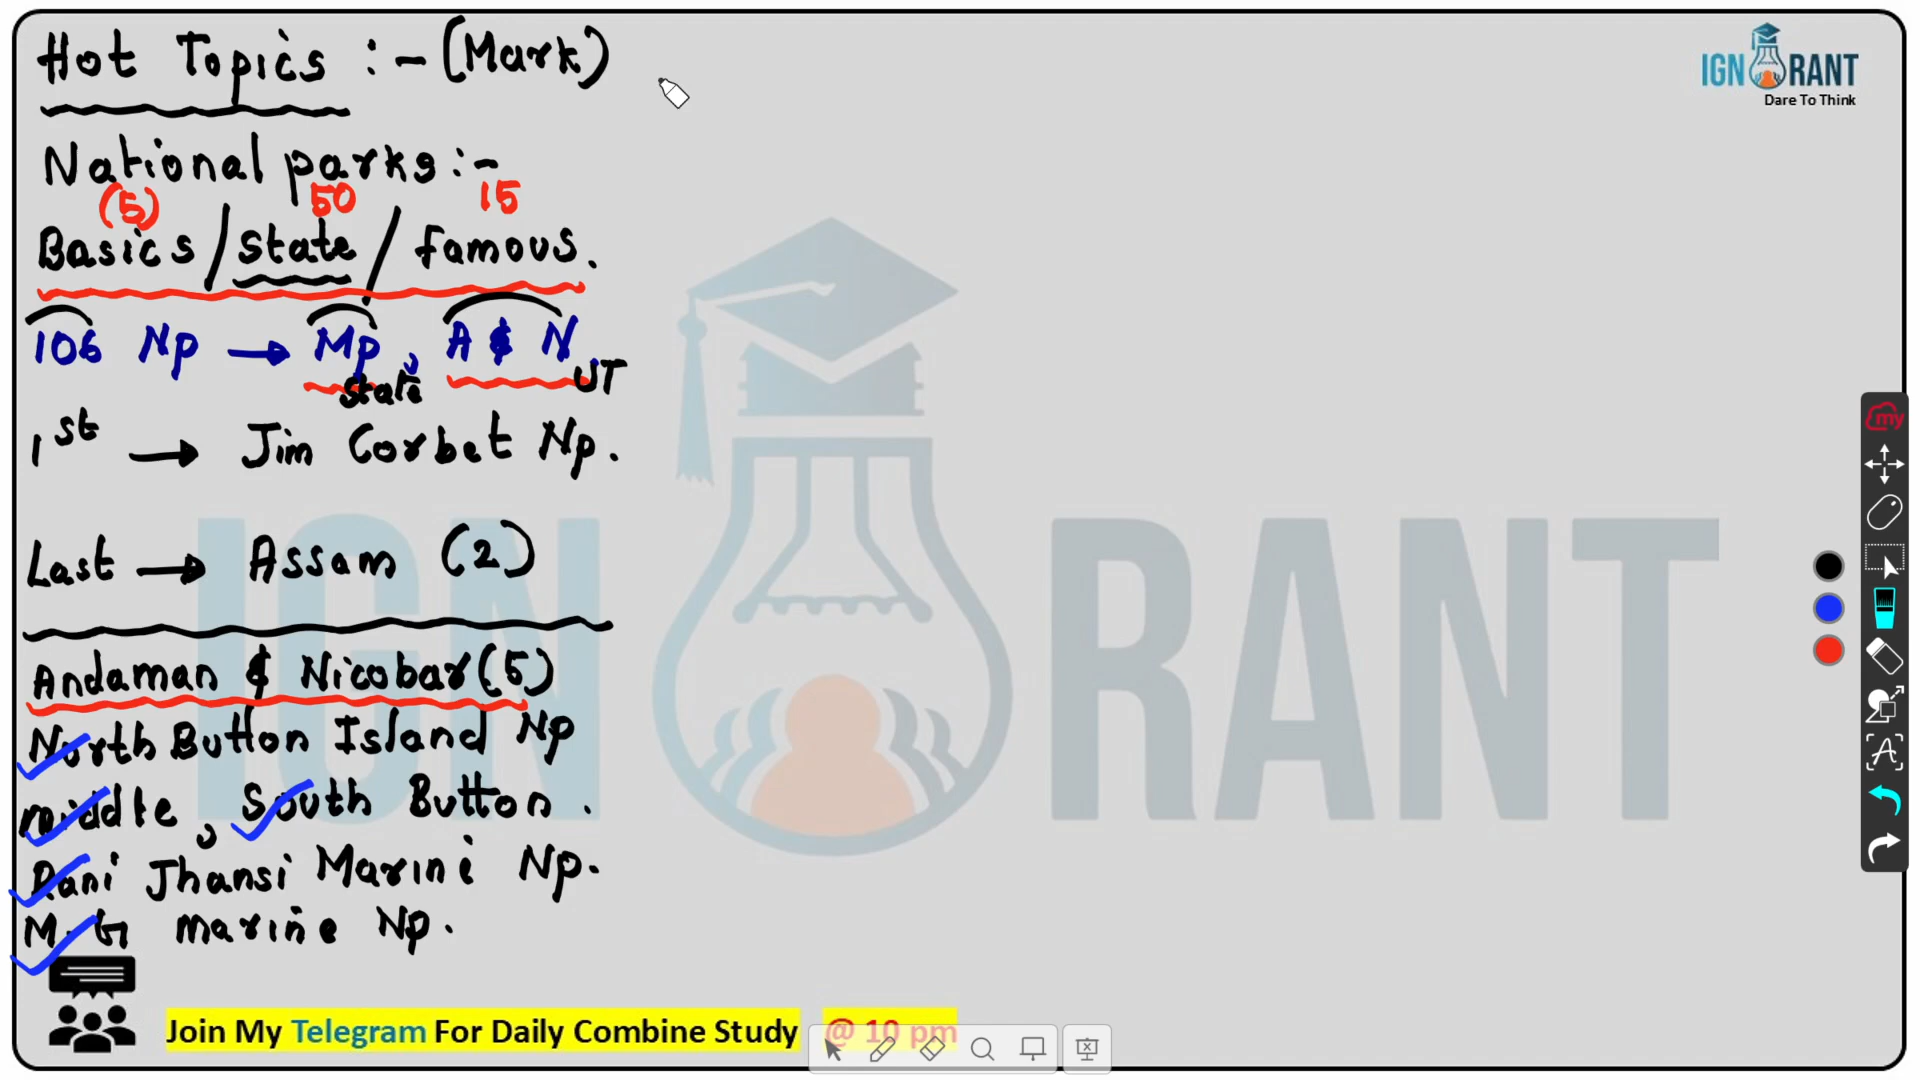 Hot Topics :- (Mark)
IGNORANT
Dare To Think
National parks :-
(5) 50 15
Basics / State / famous.
106 Np → Mp, A & N
State UT
1st → Jim Corbet Np.
Last → Assam (2)
IGNORANT
Andaman & Nicobar (5)
North Button Island Np
middle, South Button.
Rani Jhansi Marine Np.
M.G marine Np.
Join My Telegram For Daily Combine Study @ 10 pm
my
A